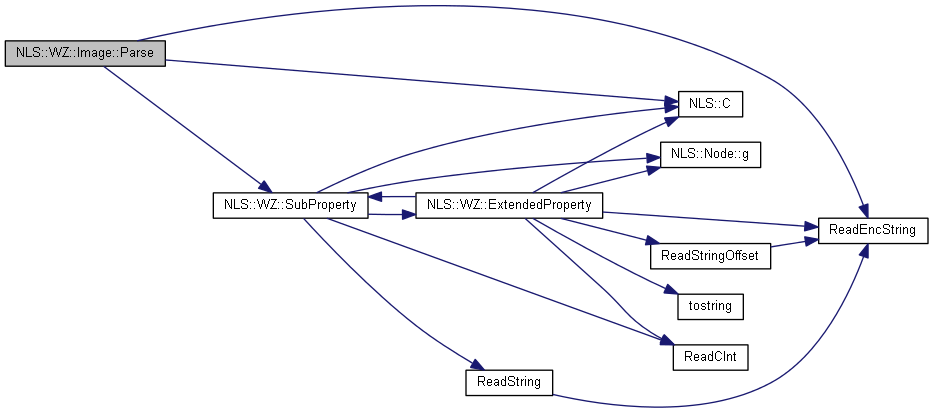 NLS::WZ::Image::Parse
NLS::C
NLS::Node::g
NLS::WZ::SubProperty
NLS::WZ::ExtendedProperty
ReadEncString
ReadStringOffset
tostring
ReadCInt
ReadString